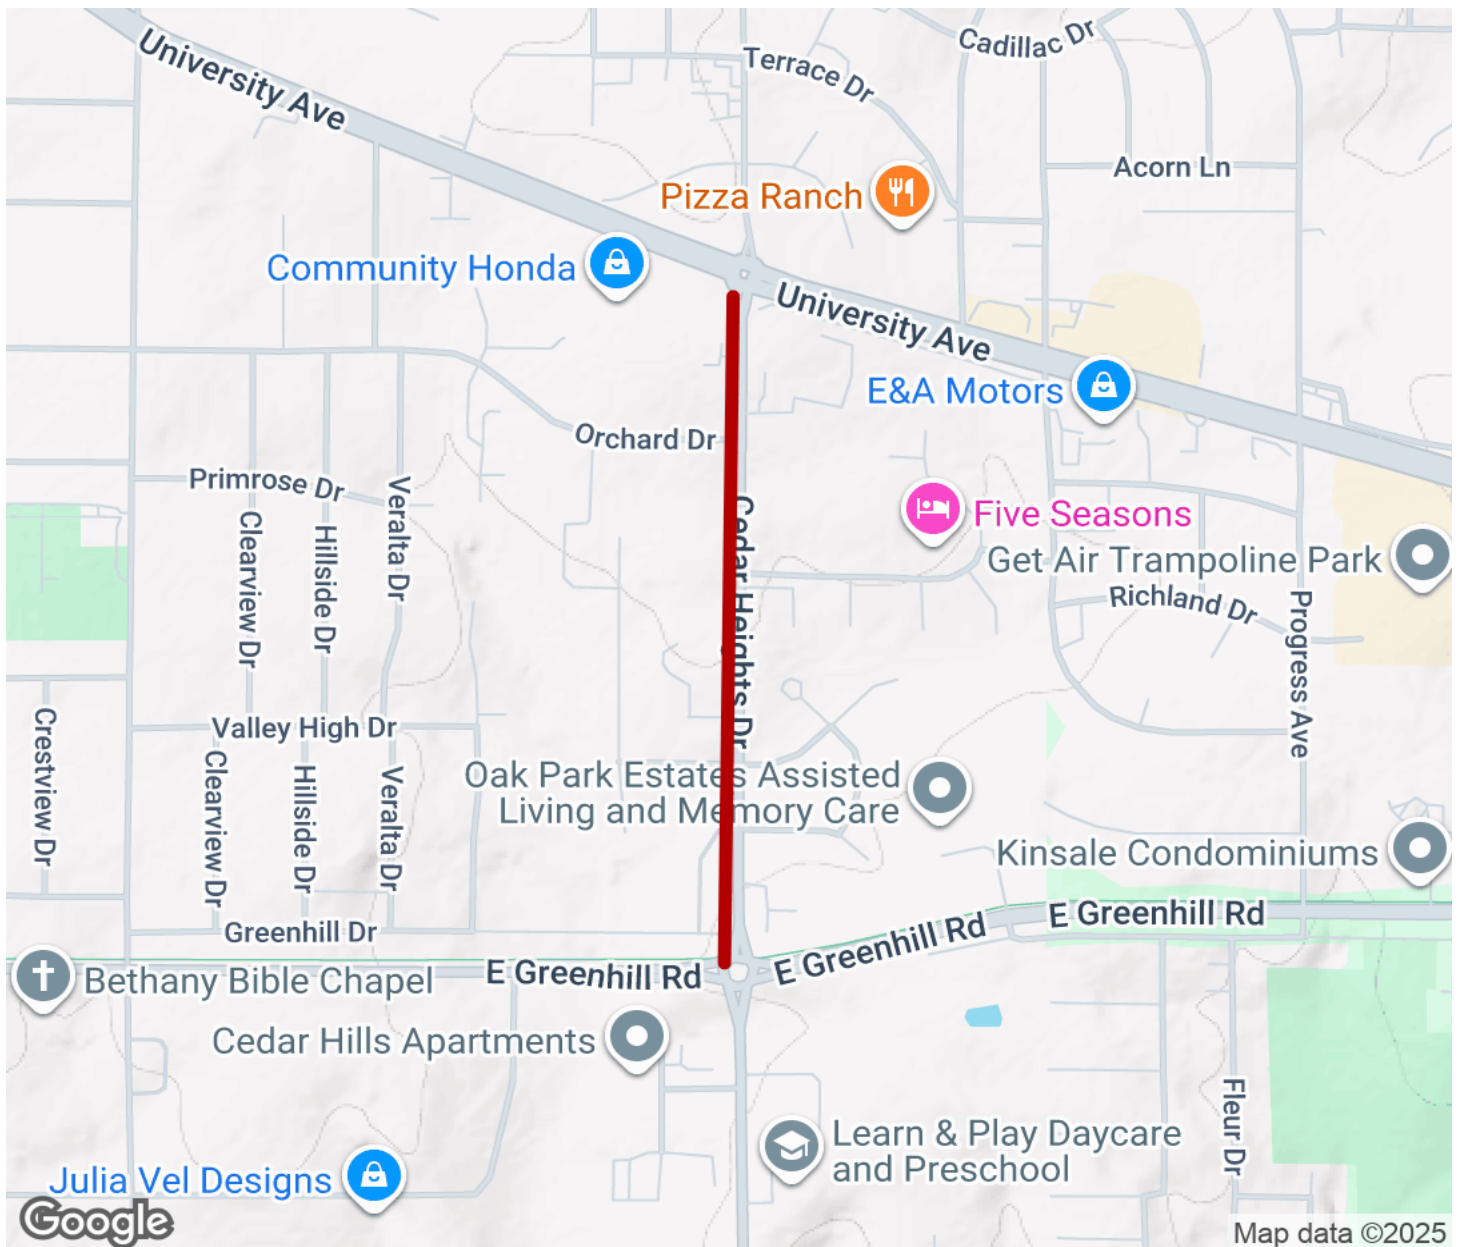 University Ave
Terrace Dr
Cadillac Dr
Acorn Ln
Pizza Ranch
Community Honda
University Ave
E&A Motors
Orchard Dr
Primrose Dr
Veralta Dr
Clearview Dr
Hillside Dr
Cedar Heights Dr
Five Seasons
Get Air Trampoline Park
Richland Dr
Progress Ave
Crestview Dr
Valley High Dr
Clearview Dr
Hillside Dr
Veralta Dr
Oak Park Estates Assisted
Living and Memory Care
Kinsale Condominiums
Greenhill Dr
E Greenhill Rd
E Greenhill Rd
E Greenhill Rd
Bethany Bible Chapel
Cedar Hills Apartments
Fleur Dr
Learn & Play Daycare
and Preschool
Julia Vel Designs
Google
Map data ©2025